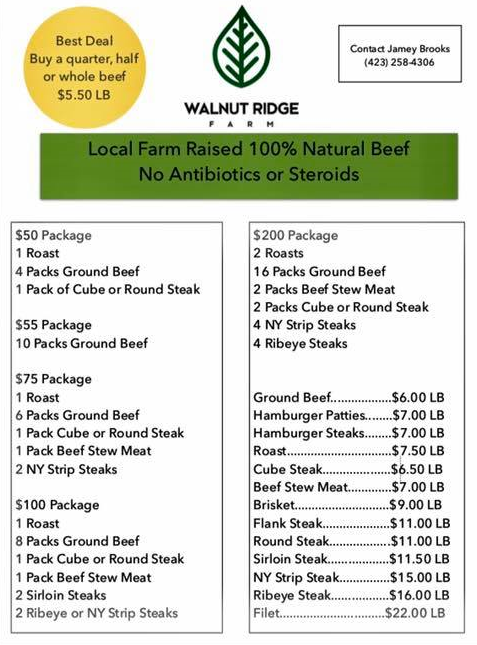 Best Deal
Buy a quarter, half
or whole beef
$5.50 LB
WALNUT RIDGE
FARM
Contact Jamey Brooks
(423) 258-4306
Local Farm Raised 100% Natural Beef
No Antibiotics or Steroids
$50 Package
1 Roast
4 Packs Ground Beef
1 Pack of Cube or Round Steak
$55 Package
10 Packs Ground Beef
$75 Package
1 Roast
6 Packs Ground Beef
1 Pack Cube or Round Steak
1 Pack Beef Stew Meat
2 NY Strip Steaks
$100 Package
1 Roast
8 Packs Ground Beef
1 Pack Cube or Round Steak
1 Pack Beef Stew Meat
2 Sirloin Steaks
2 Ribeye or NY Strip Steaks
$200 Package
2 Roasts
16 Packs Ground Beef
2 Packs Beef Stew Meat
2 Packs Cube or Round Steak
4 NY Strip Steaks
4 Ribeye Steaks
Ground Beef..................$6.00 LB
Hamburger Patties........$7.00 LB
Hamburger Steaks........$7.00 LB
Roast...............................$7.50 LB
Cube Steak....................$6.50 LB
Beef Stew Meat.............$7.00 LB
Brisket..........................$9.00 LB
Flank Steak....................$11.00 LB
Round Steak..................$11.00 LB
Sirloin Steak..................$11.50 LB
NY Strip Steak...............$15.00 LB
Ribeye Steak.................$16.00 LB
Filet................................$22.00 LB